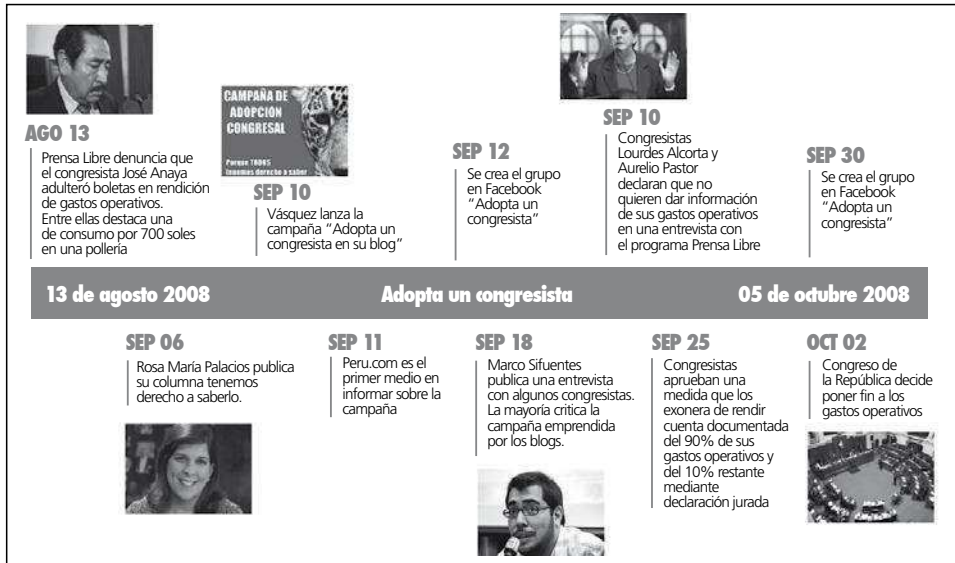 AGO 13
Prensa Libre denuncia que
el congresista José Anaya
adulteró boletas en rendición
de gastos operativos.
Entre ellas destaca una
de consumo por 700 soles
en una pollería
CAMPAÑA DE
ADOPCION
CONGRESAL
Porque TODOS
tenemos derecho a saber
SEP 10
Vásquez lanza la
campaña “Adopta un
congresista en su blog”
SEP 12
Se crea el grupo
en Facebook
“Adopta un
congresista”
SEP 10
Congresistas
Lourdes Alcorta y
Aurelio Pastor
declaran que no
quieren dar información
de sus gastos operativos
en una entrevista con
el programa Prensa Libre
SEP 30
Se crea el grupo
en Facebook
“Adopta un
congresista”
13 de agosto 2008 Adopta un congresista 05 de octubre 2008
SEP 06
Rosa María Palacios publica
su columna tenemos
derecho a saberlo.
SEP 11
Peru.com es el
primer medio en
informar sobre la
campaña
SEP 18
Marco Sifuentes
publica una entrevista
con algunos congresistas.
La mayoría critica la
campaña emprendida
por los blogs.
SEP 25
Congresistas
aprueban una
medida que los
exonera de rendir
cuenta documentada
del 90% de sus
gastos operativos y
del 10% restante
mediante
declaración jurada
OCT 02
Congreso de
la República decide
poner fin a los
gastos operativos